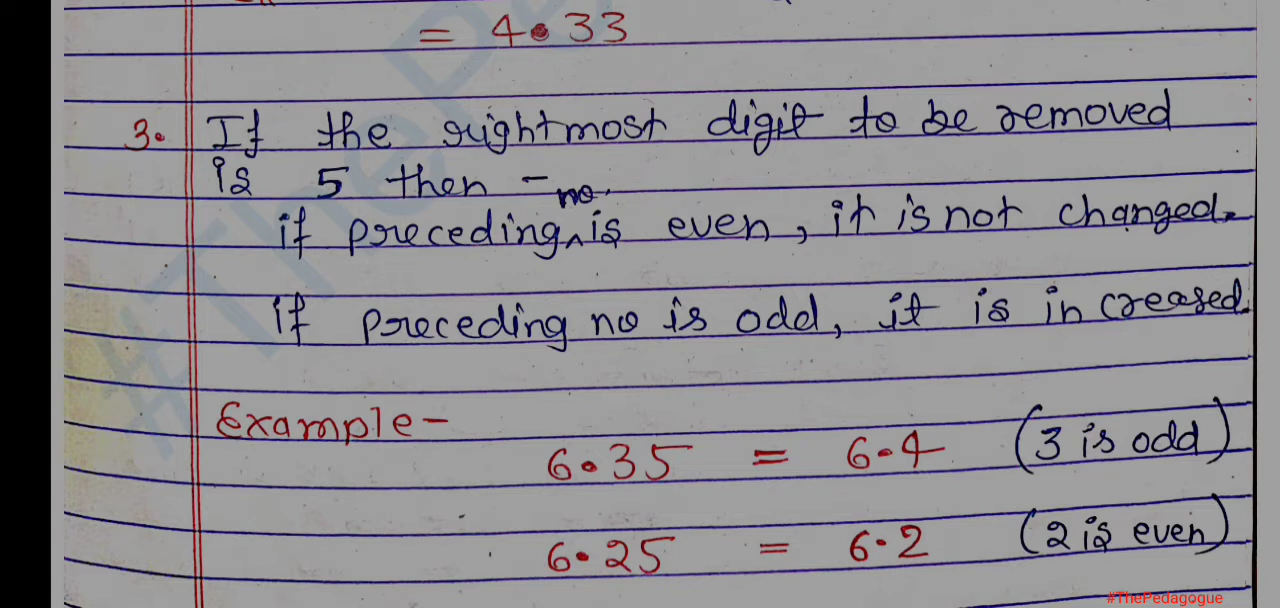 = 4.33
3. If the rightmost digit to be removed
is 5 then -
if preceding no. is even, it is not changed.
if preceding no is odd, it is increased.
Example-
6.35 = 6.4 (3 is odd)
6.25 = 6.2 (2 is even)
#ThePedagogue